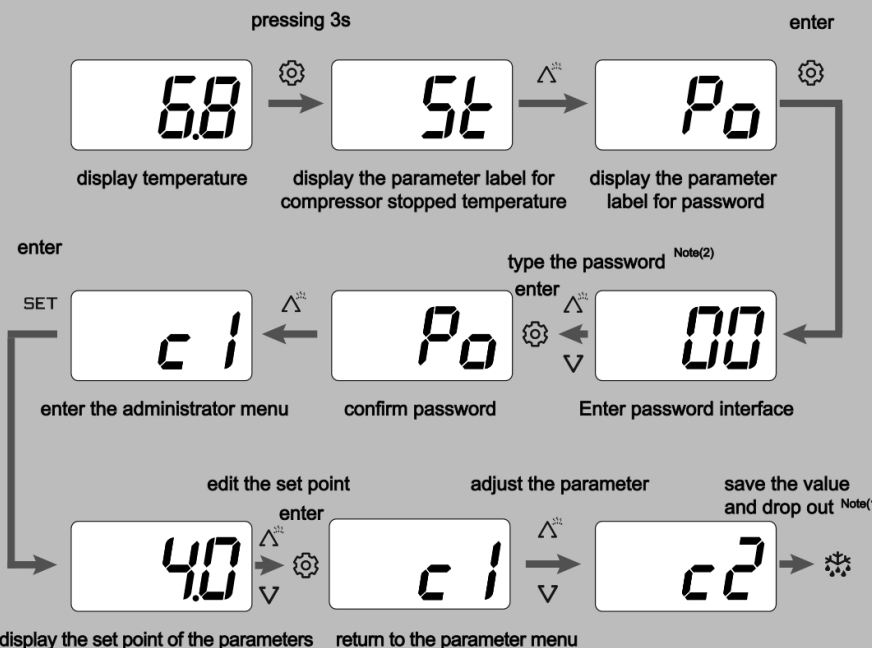 pressing 3s
enter
6.8
St
Po
display temperature
display the parameter label for
compressor stopped temperature
display the parameter
label for password
enter
SET
type the password Note(2)
enter
c1
Po
00
enter the administrator menu
confirm password
Enter password interface
edit the set point
enter
adjust the parameter
save the value
and drop out
4.0
c1
c2
display the set point of the parameters
return to the parameter menu